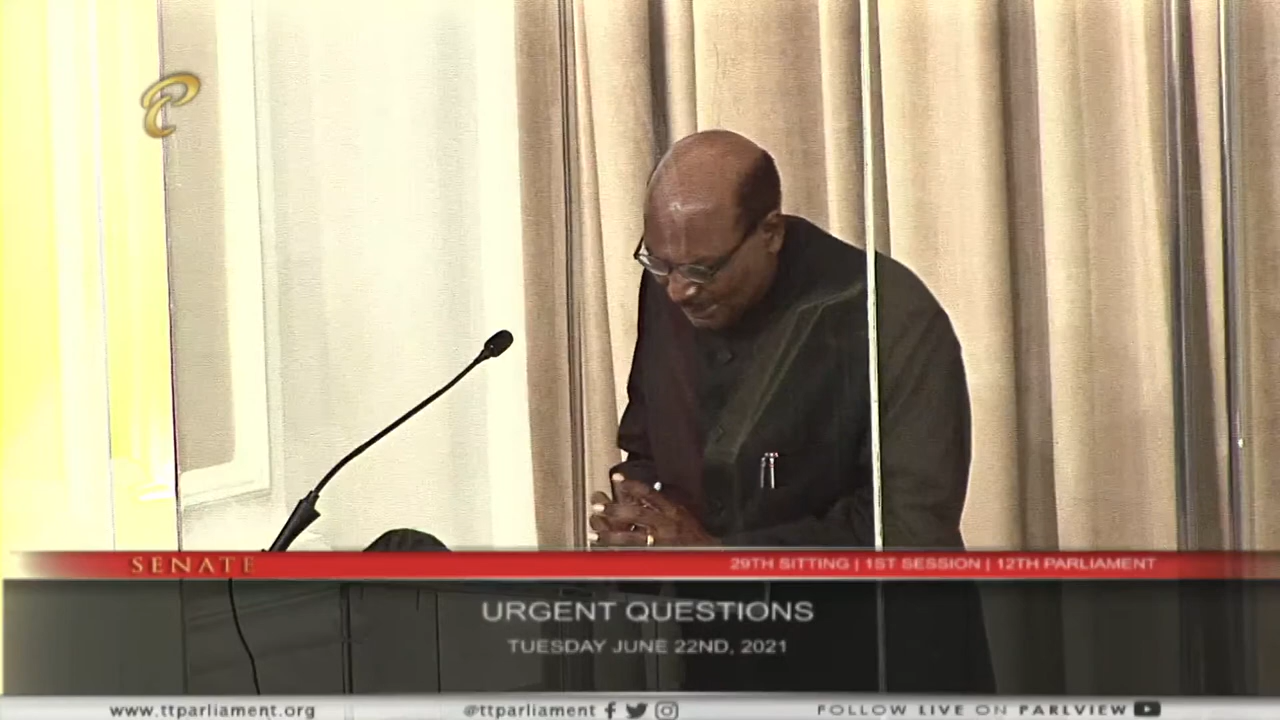 SENATE
29TH SITTING | 1ST SESSION | 12TH PARLIAMENT
URGENT QUESTIONS
TUESDAY JUNE 22ND, 2021
www.ttparliament.org
@ttparliament
FOLLOW LIVE ON PARLVIEW